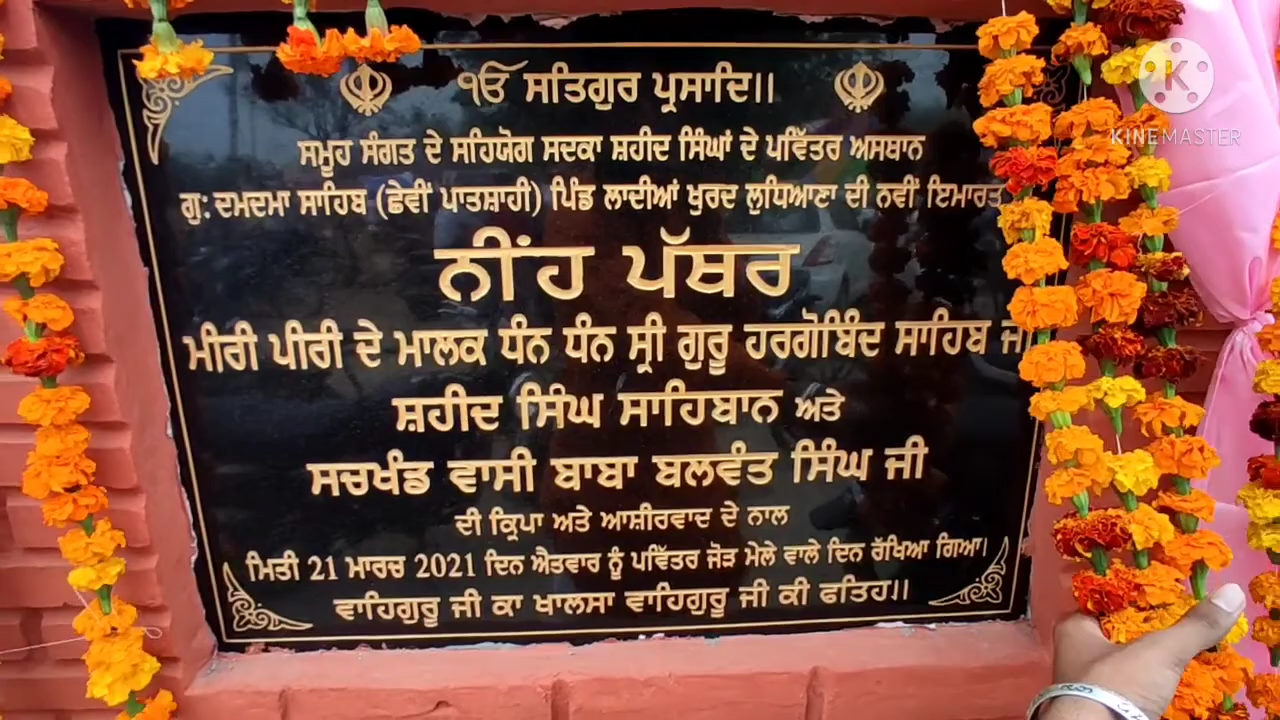 ੴ ਸਤਿਗੁਰ ਪ੍ਰਸਾਦਿ।।
ਸਮੂਹ ਸੰਗਤ ਦੇ ਸਹਿਯੋਗ ਸਦਕਾ ਸ਼ਹੀਦ ਸਿੰਘਾਂ ਦੇ ਪਵਿੱਤਰ ਅਸਥਾਨ
ਗੁ: ਦਮਦਮਾ ਸਾਹਿਬ (ਛੇਵੀਂ ਪਾਤਸ਼ਾਹੀ) ਪਿੰਡ ਲਾਦੀਆਂ ਖੁਰਦ ਲੁਧਿਆਣਾ ਦੀ ਨਵੀਂ ਇਮਾਰਤ
ਨੀਂਹ ਪੱਥਰ
ਮੀਰੀ ਪੀਰੀ ਦੇ ਮਾਲਕ ਧੰਨ ਧੰਨ ਸ੍ਰੀ ਗੁਰੂ ਹਰਗੋਬਿੰਦ ਸਾਹਿਬ ਜੀ
ਸ਼ਹੀਦ ਸਿੰਘ ਸਾਹਿਬਾਨ ਅਤੇ
ਸਚਖੰਡ ਵਾਸੀ ਬਾਬਾ ਬਲਵੰਤ ਸਿੰਘ ਜੀ
ਦੀ ਕ੍ਰਿਪਾ ਅਤੇ ਆਸ਼ੀਰਵਾਦ ਦੇ ਨਾਲ
ਮਿਤੀ 21 ਮਾਰਚ 2021 ਦਿਨ ਐਤਵਾਰ ਨੂੰ ਪਵਿੱਤਰ ਜੋੜ ਮੇਲੇ ਵਾਲੇ ਦਿਨ ਰੱਖਿਆ ਗਿਆ।
ਵਾਹਿਗੁਰੂ ਜੀ ਕਾ ਖਾਲਸਾ ਵਾਹਿਗੁਰੂ ਜੀ ਕੀ ਫਤਿਹ।।
K
KINEMASTER